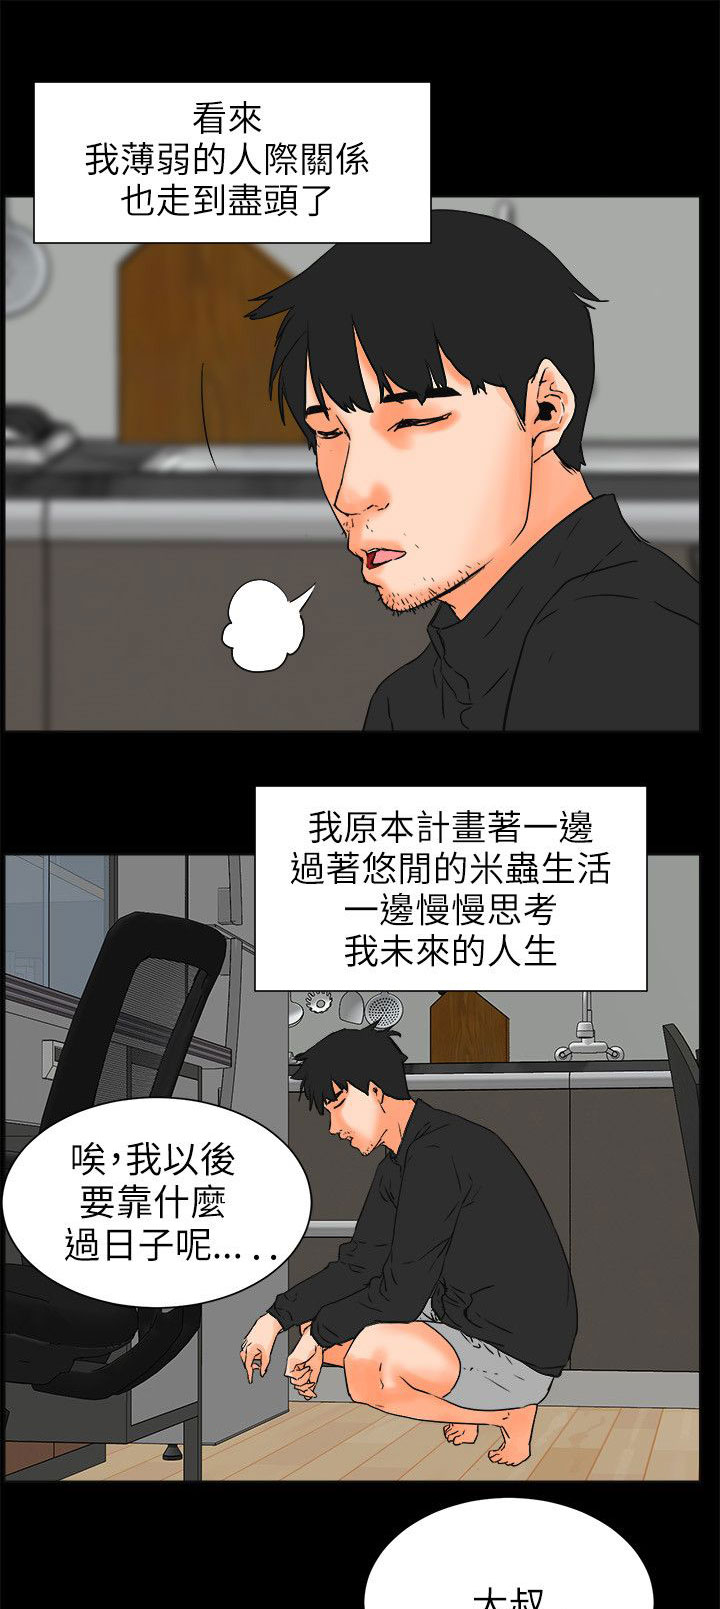 看來
我薄弱的人際關係
也走到盡頭了
我原本計畫著一邊
過著悠閒的米蟲生活
一邊慢慢思考
我未來的人生
唉，我以後
要靠什麼
過日子呢... . .
大叔